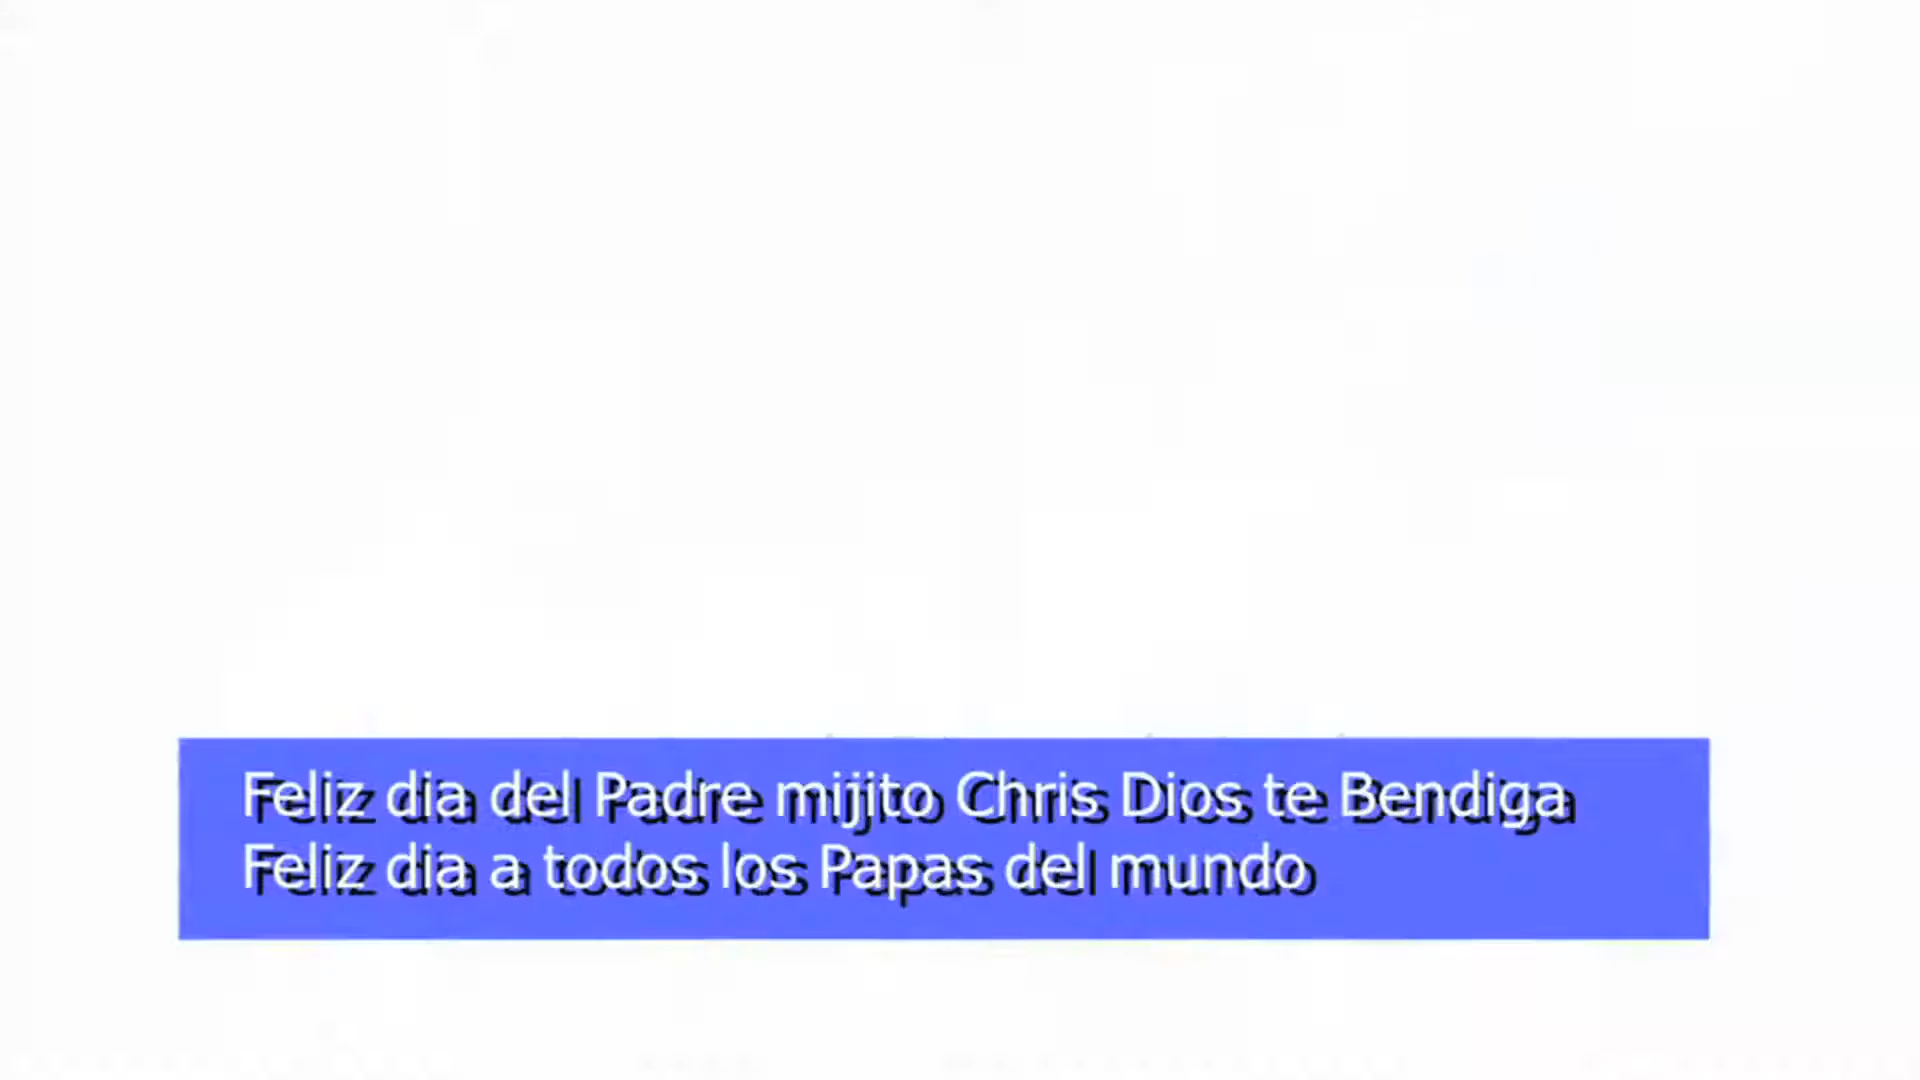 Feliz dia del Padre mijito Chris Dios te Bendiga
Feliz dia a todos los Papas del mundo